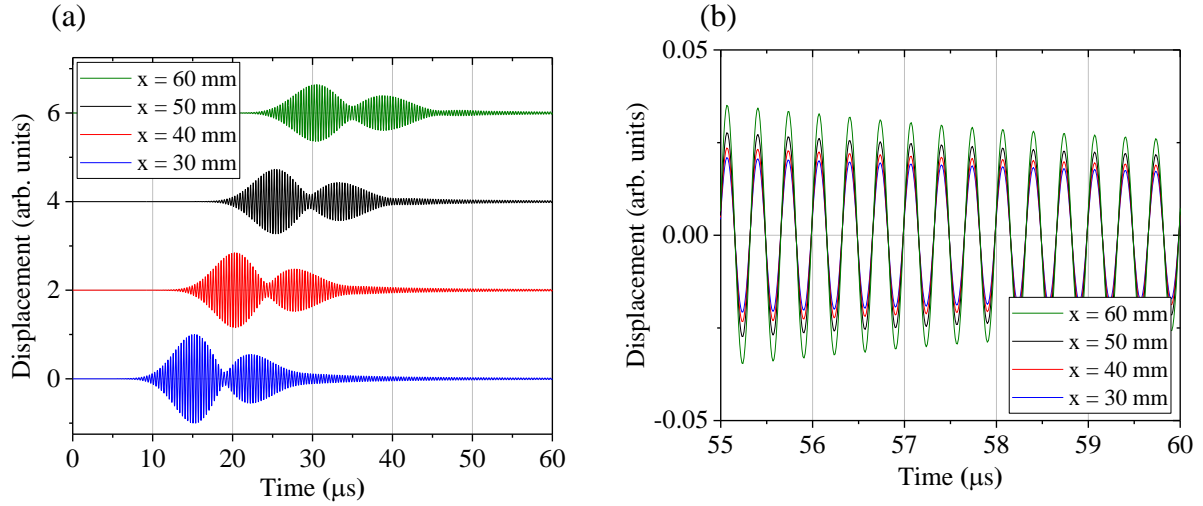 (a)
x = 60 mm
x = 50 mm
x = 40 mm
x = 30 mm
6
4
2
0
Displacement (arb. units)
0 10 20 30 40 50 60
Time (μs)
(b)
0.05
0.00
-0.05
Displacement (arb. units)
x = 60 mm
x = 50 mm
x = 40 mm
x = 30 mm
55 56 57 58 59 60
Time (μs)